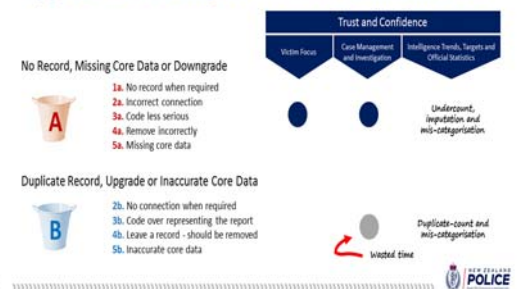 Trust and Confidence
Victim Focus
Case Management
and Investigation
Intelligence Trends, Targets and
Official Statistics
No Record, Missing Core Data or Downgrade
A
1a. No record when required
2a. Incorrect connection
3a. Code less serious
4a. Remove incorrectly
5a. Missing core data
Undercount,
imputation and
mis-categorisation
Duplicate Record, Upgrade or Inaccurate Core Data
B
2b. No connection when required
3b. Code over representing the report
4b. Leave a record - should be removed
5b. Inaccurate core data
Duplicate-count and
mis-categorisation
Wasted time
NEW ZEALAND
POLICE